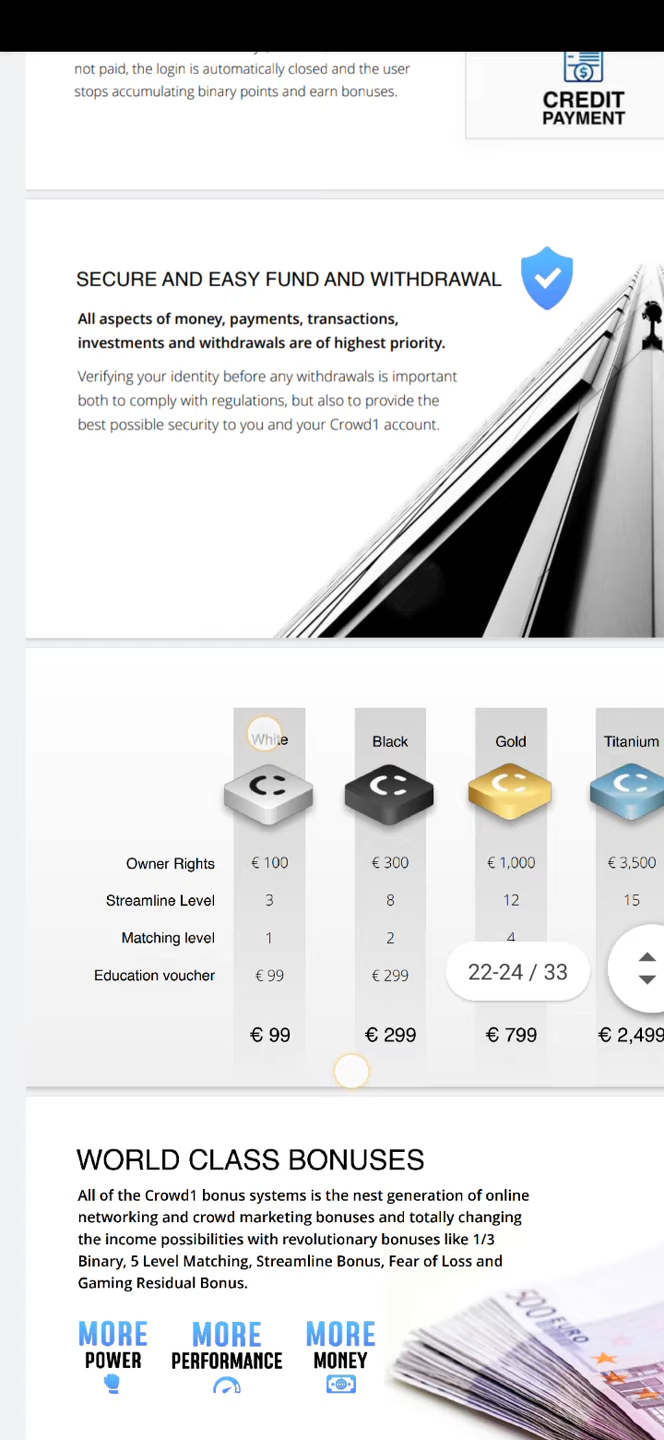 not paid, the login is automatically closed and the user
stops accumulating binary points and earn bonuses.
CREDIT
PAYMENT
SECURE AND EASY FUND AND WITHDRAWAL
All aspects of money, payments, transactions,
investments and withdrawals are of highest priority.
Verifying your identity before any withdrawals is important
both to comply with regulations, but also to provide the
best possible security to you and your Crowd1 account.
White Black Gold Titanium
Owner Rights € 100 € 300 € 1,000 € 3,500
Streamline Level 3 8 12 15
Matching level 1 2 4
Education voucher € 99 € 299
22-24 / 33
€ 99 € 299 € 799 € 2,499
WORLD CLASS BONUSES
All of the Crowd1 bonus systems is the nest generation of online
networking and crowd marketing bonuses and totally changing
the income possibilities with revolutionary bonuses like 1/3
Binary, 5 Level Matching, Streamline Bonus, Fear of Loss and
Gaming Residual Bonus.
MORE MORE MORE
POWER PERFORMANCE MONEY
500 EURO